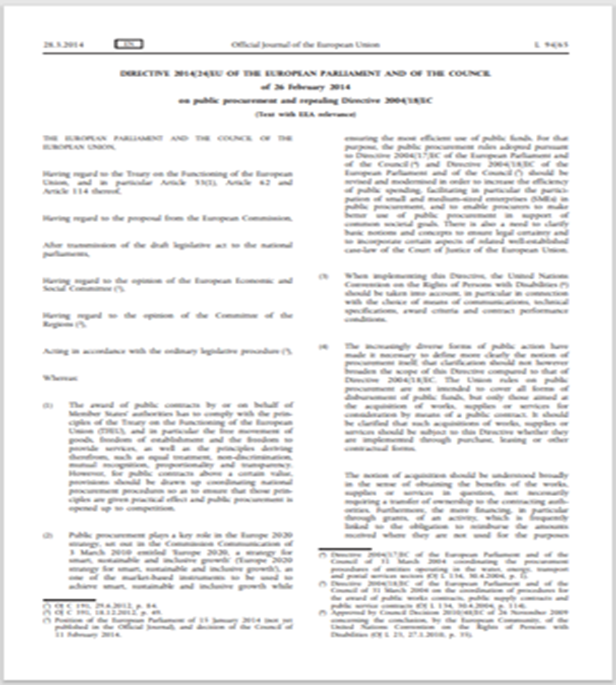 28.3.2014
EN
Official Journal of the European Union
L 94/65
DIRECTIVE 2014/24/EU OF THE EUROPEAN PARLIAMENT AND OF THE COUNCIL
of 26 February 2014
on public procurement and repealing Directive 2004/18/EC
(Text with EEA relevance)
THE EUROPEAN PARLIAMENT AND THE COUNCIL OF THE
EUROPEAN UNION,
Having regard to the Treaty on the Functioning of the European
Union, and in particular Article 53(1), Article 62 and
Article 114 thereof,
Having regard to the proposal from the European Commission,
After transmission of the draft legislative act to the national
parliaments,
Having regard to the opinion of the European Economic and
Social Committee (1),
Having regard to the opinion of the Committee of the
Regions (2),
Acting in accordance with the ordinary legislative procedure (3),
Whereas:
(1) The award of public contracts by or on behalf of
Member States' authorities has to comply with the prin-
ciples of the Treaty on the Functioning of the European
Union (TFEU), and in particular the free movement of
goods, freedom of establishment and the freedom to
provide services, as well as the principles deriving
therefrom, such as equal treatment, non-discrimination,
mutual recognition, proportionality and transparency.
However, for public contracts above a certain value,
provisions should be drawn up coordinating national
procurement procedures so as to ensure that those prin-
ciples are given practical effect and public procurement is
opened up to competition.
(2) Public procurement plays a key role in the Europe 2020
strategy, set out in the Commission Communication of
3 March 2010 entitled 'Europe 2020, a strategy for
smart, sustainable and inclusive growth' ('Europe 2020
strategy for smart, sustainable and inclusive growth'), as
one of the market-based instruments to be used to
achieve smart, sustainable and inclusive growth while
(1) OJ C 191, 29.6.2012, p. 84.
(2) OJ C 391, 18.12.2012, p. 49.
(3) Position of the European Parliament of 15 January 2014 (not yet
published in the Official Journal), and decision of the Council of
11 February 2014.
ensuring the most efficient use of public funds. For that
purpose, the public procurement rules adopted pursuant
to Directive 2004/17/EC of the European Parliament and
of the Council (4) and Directive 2004/18/EC of the
European Parliament and of the Council (5) should be
revised and modernised in order to increase the efficiency
of public spending, facilitating in particular the partici-
pation of small and medium-sized enterprises (SMEs) in
public procurement, and to enable procurers to make
better use of public procurement in support of
common societal goals. There is also a need to clarify
basic notions and concepts to ensure legal certainty and
to incorporate certain aspects of related well-established
case-law of the Court of Justice of the European Union.
(3) When implementing this Directive, the United Nations
Convention on the Rights of Persons with Disabilities (6)
should be taken into account, in particular in connection
with the choice of means of communications, technical
specifications, award criteria and contract performance
conditions.
(4) The increasingly diverse forms of public action have
made it necessary to define more clearly the notion of
procurement itself; that clarification should not however
broaden the scope of this Directive compared to that of
Directive 2004/18/EC. The Union rules on public
procurement are not intended to cover all forms of
disbursement of public funds, but only those aimed at
the acquisition of works, supplies or services for
consideration by means of a public contract. It should
be clarified that such acquisitions of works, supplies or
services should be subject to this Directive whether they
are implemented through purchase, leasing or other
contractual forms.
The notion of acquisition should be understood broadly
in the sense of obtaining the benefits of the works,
supplies or services in question, not necessarily
requiring a transfer of ownership to the contracting auth-
orities. Furthermore, the mere financing, in particular
through grants, of an activity, which is frequently
linked to the obligation to reimburse the amounts
received where they are not used for the purposes
(4) Directive 2004/17/EC of the European Parliament and of the
Council of 31 March 2004 coordinating the procurement
procedures of entities operating in the water, energy, transport
and postal services sectors (OJ L 134, 30.4.2004, p. 1).
(5) Directive 2004/18/EC of the European Parliament and of the
Council of 31 March 2004 on the coordination of procedures for
the award of public works contracts, public supply contracts and
public service contracts (OJ L 134, 30.4.2004, p. 114).
(6) Approved by Council Decision 2010/48/EC of 26 November 2009
concerning the conclusion, by the European Community, of the
United Nations Convention on the Rights of Persons with
Disabilities (OJ L 23, 27.1.2010, p. 35).